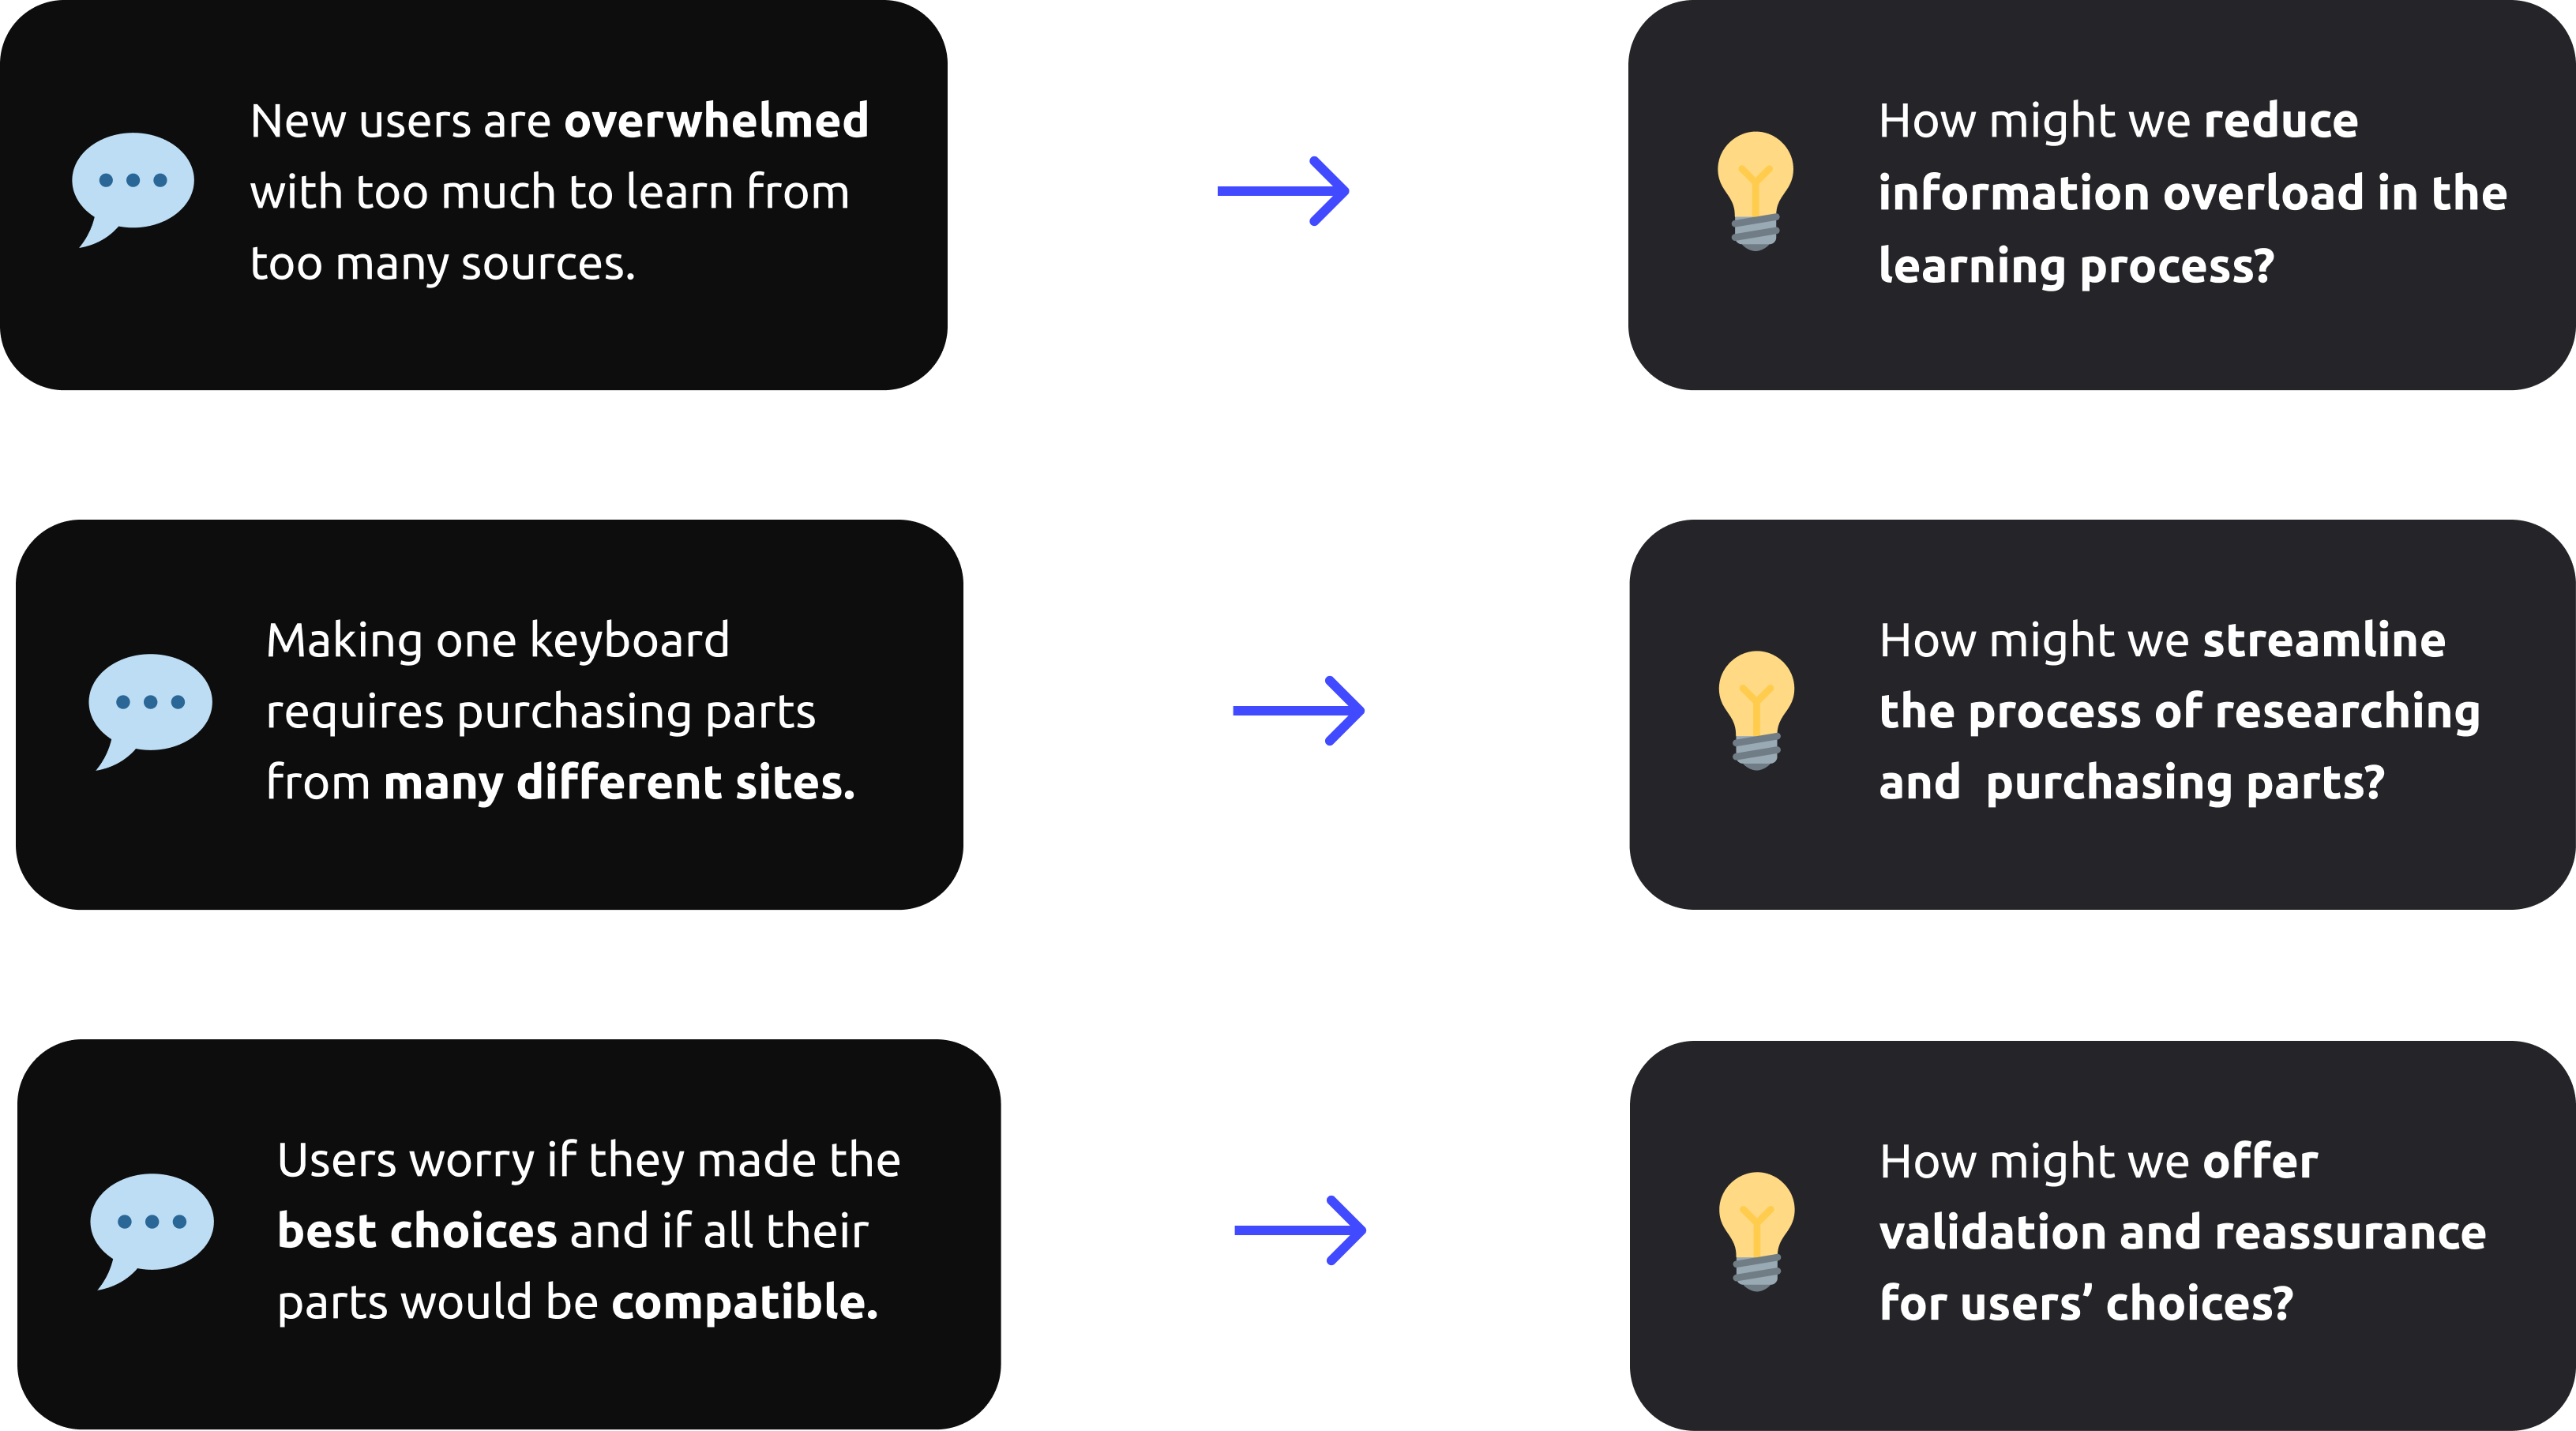 New users are overwhelmed
with too much to learn from
too many sources.
How might we reduce
information overload in the
learning process?
Making one keyboard
requires purchasing parts
from many different sites.
How might we streamline
the process of researching
and  purchasing parts?
Users worry if they made the
best choices and if all their
parts would be compatible.
How might we offer
validation and reassurance
for users’ choices?